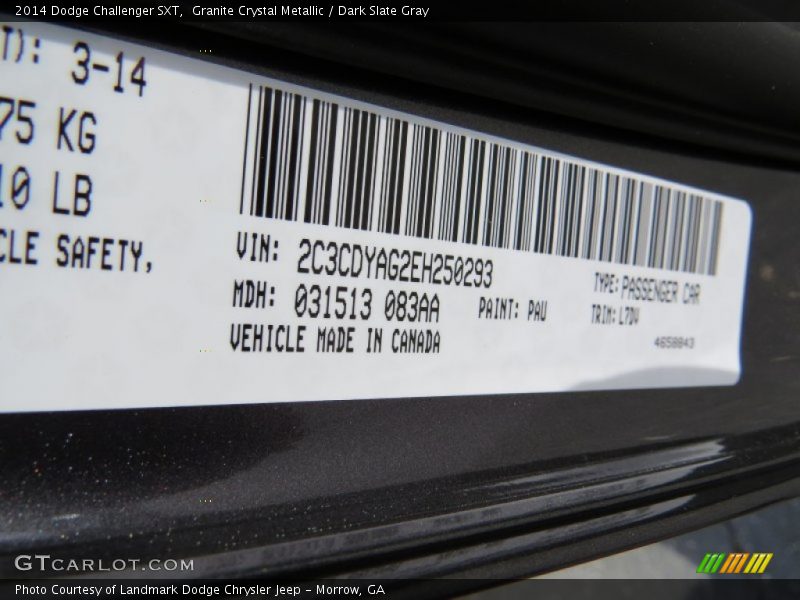 2014 Dodge Challenger SXT,  Granite Crystal Metallic / Dark Slate Gray
T): 3-14
75 KG
10 LB
CLE SAFETY,
VIN: 2C3CDYAG2EH250293
MDH: 031513 083AA
PAINT: PAU
VEHICLE MADE IN CANADA
TYPE: PASSENGER CAR
TRIM: L7DV
4658843
GTCARLOT.COM
Photo Courtesy of Landmark Dodge Chrysler Jeep - Morrow, GA